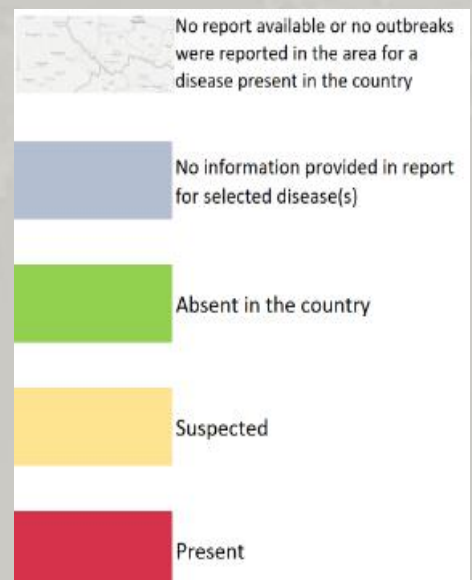 No report available or no outbreaks
were reported in the area for a
disease present in the country
No information provided in report
for selected disease(s)
Absent in the country
Suspected
Present